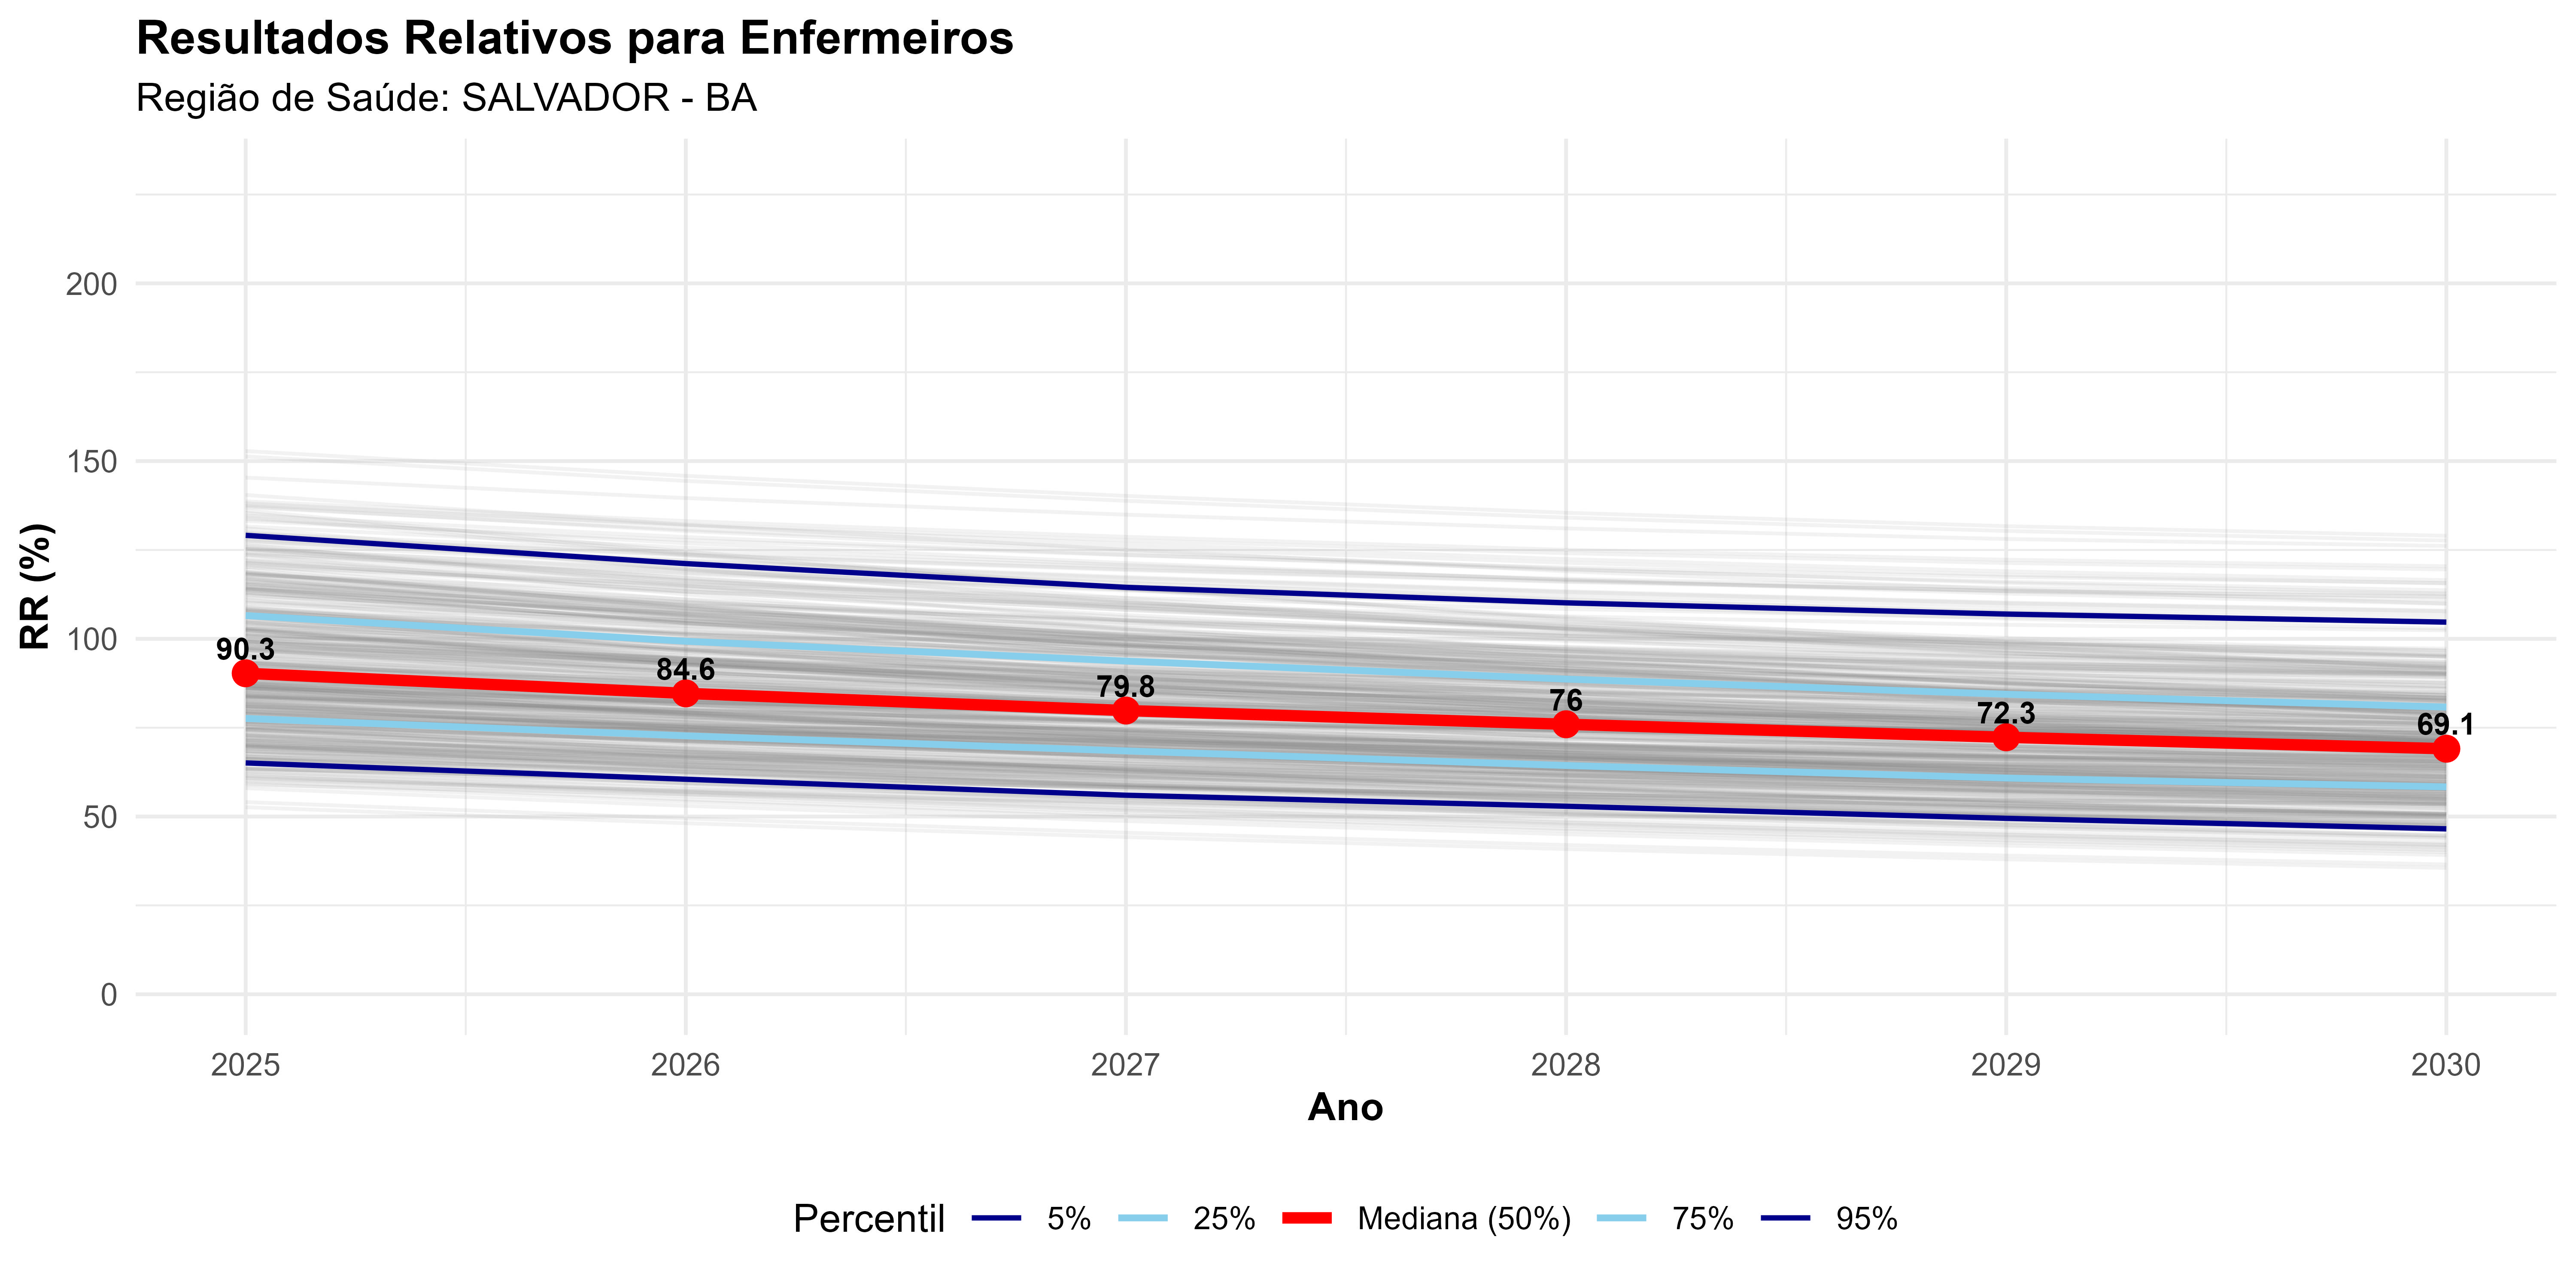 Resultados Relativos para Enfermeiros
Região de Saúde: SALVADOR - BA
RR (%)
200
150
100
50
0
90.3
84.6
79.8
76
72.3
69.1
2025 2026 2027 2028 2029 2030
Ano
Percentil 5% 25% Mediana (50%) 75% 95%